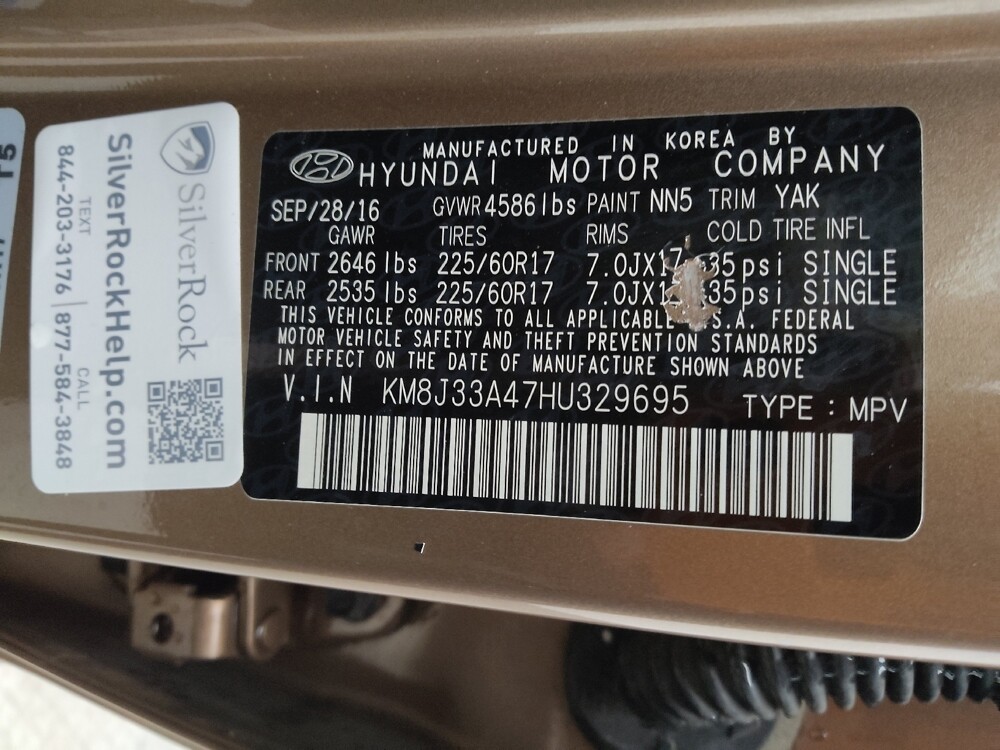 SilverRock
SilverRockHelp.com
TEXT CALL
844-203-3176 | 877-584-3848
MANUFACTURED IN KOREA BY
HYUNDAI MOTOR COMPANY
SEP/28/16 GVWR 4586lbs PAINT NN5 TRIM YAK
GAWR TIRES RIMS COLD TIRE INFL
FRONT 2646 lbs 225/60R17 7.0JX17 35psi SINGLE
REAR 2535 lbs 225/60R17 35psi SINGLE
THIS VEHICLE CONFORMS TO ALL APPLICABLE FEDERAL
MOTOR VEHICLE SAFETY AND THEFT PREVENTION STANDARDS
IN EFFECT ON THE DATE OF MANUFACTURE SHOWN ABOVE
V.I.N KM8J33A47HU329695 TYPE : MPV